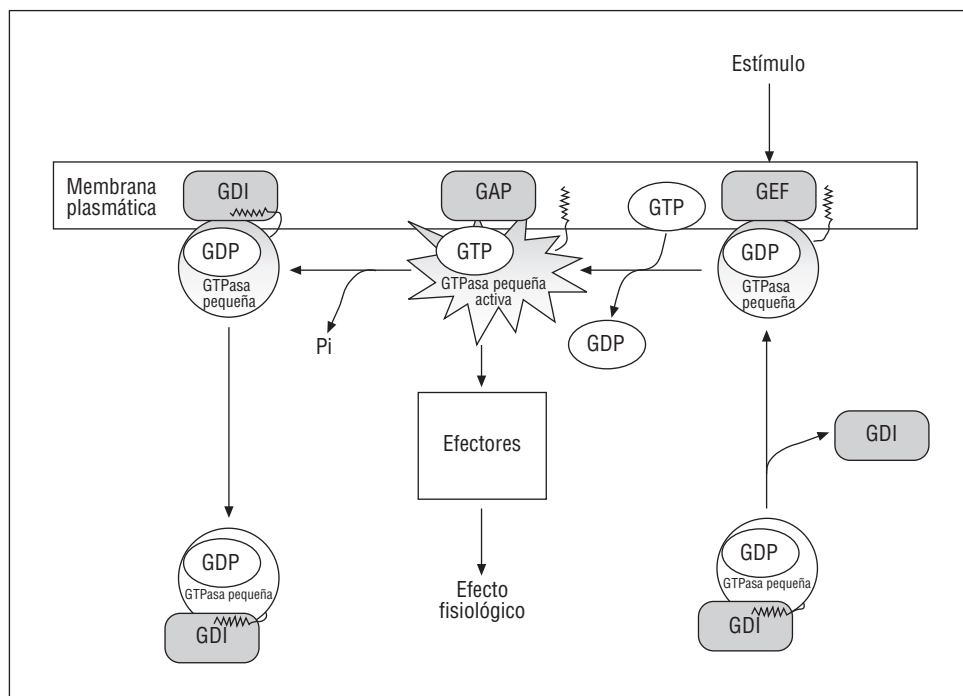 Estímulo
Membrana
plasmática
GDI
GAP
GEF
GTP
GDP
GTPasa
pequeña
GTP
GTPasa pequeña
activa
GDP
GTPasa
pequeña
Pi
GDP
Efectores
GDI
GDP
GTPasa pequeña
GDI
Efecto
fisiológico
GDP
GTPasa pequeña
GDI